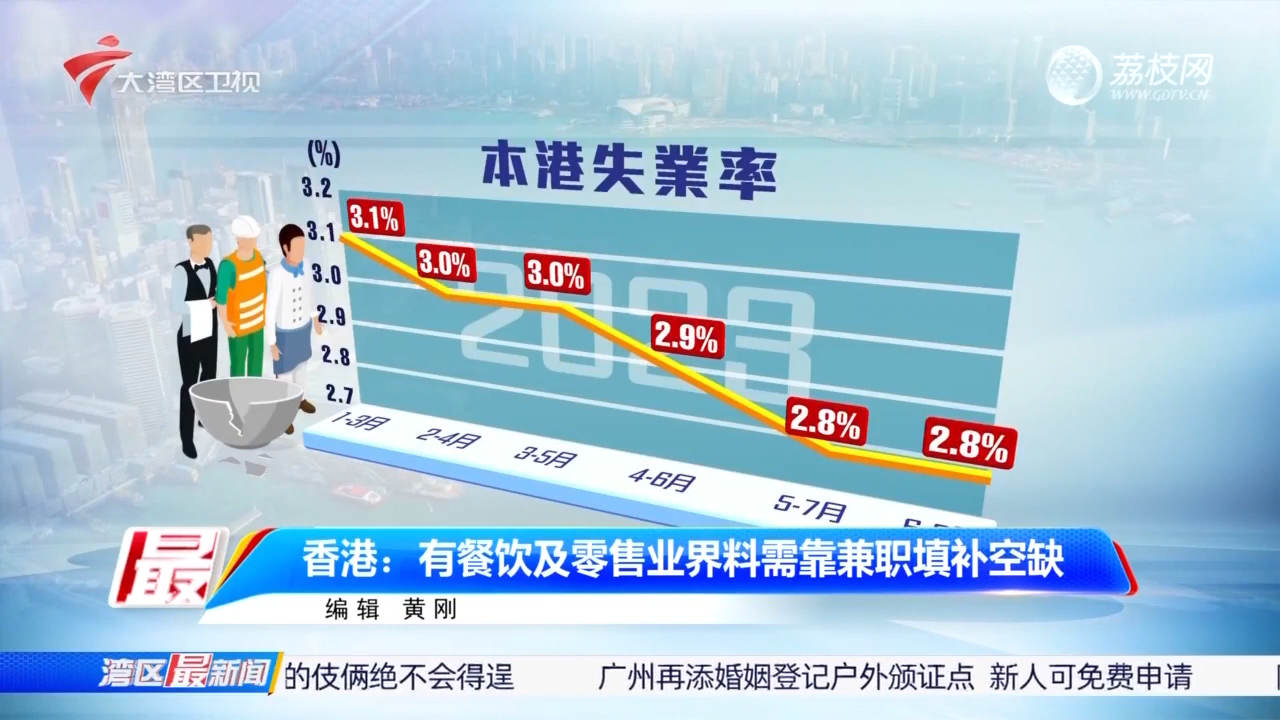 大湾区卫视
荔枝网
WWW.GDTV.CN
本港失業率
(%)
3.2
3.1
3.0
2.9
2.8
2.7
2023
3.1%
3.0%
3.0%
2.9%
2.8%
2.8%
1-3月
2-4月
3-5月
4-6月
5-7月
最
香港：有餐饮及零售业界料需靠兼职填补空缺
编辑 黄刚
湾区最新闻
的伎俩绝不会得逞 广州再添婚姻登记户外颁证点 新人可免费申请